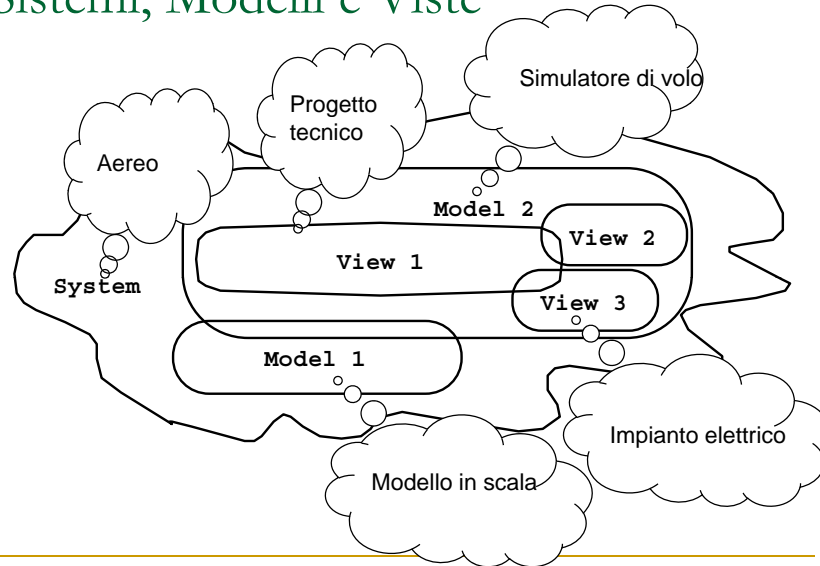 Sistemi, Modelli e Viste
Simulatore di volo
Progetto
tecnico
Aereo
Model 2
View 2
View 1
System
View 3
Model 1
Impianto elettrico
Modello in scala